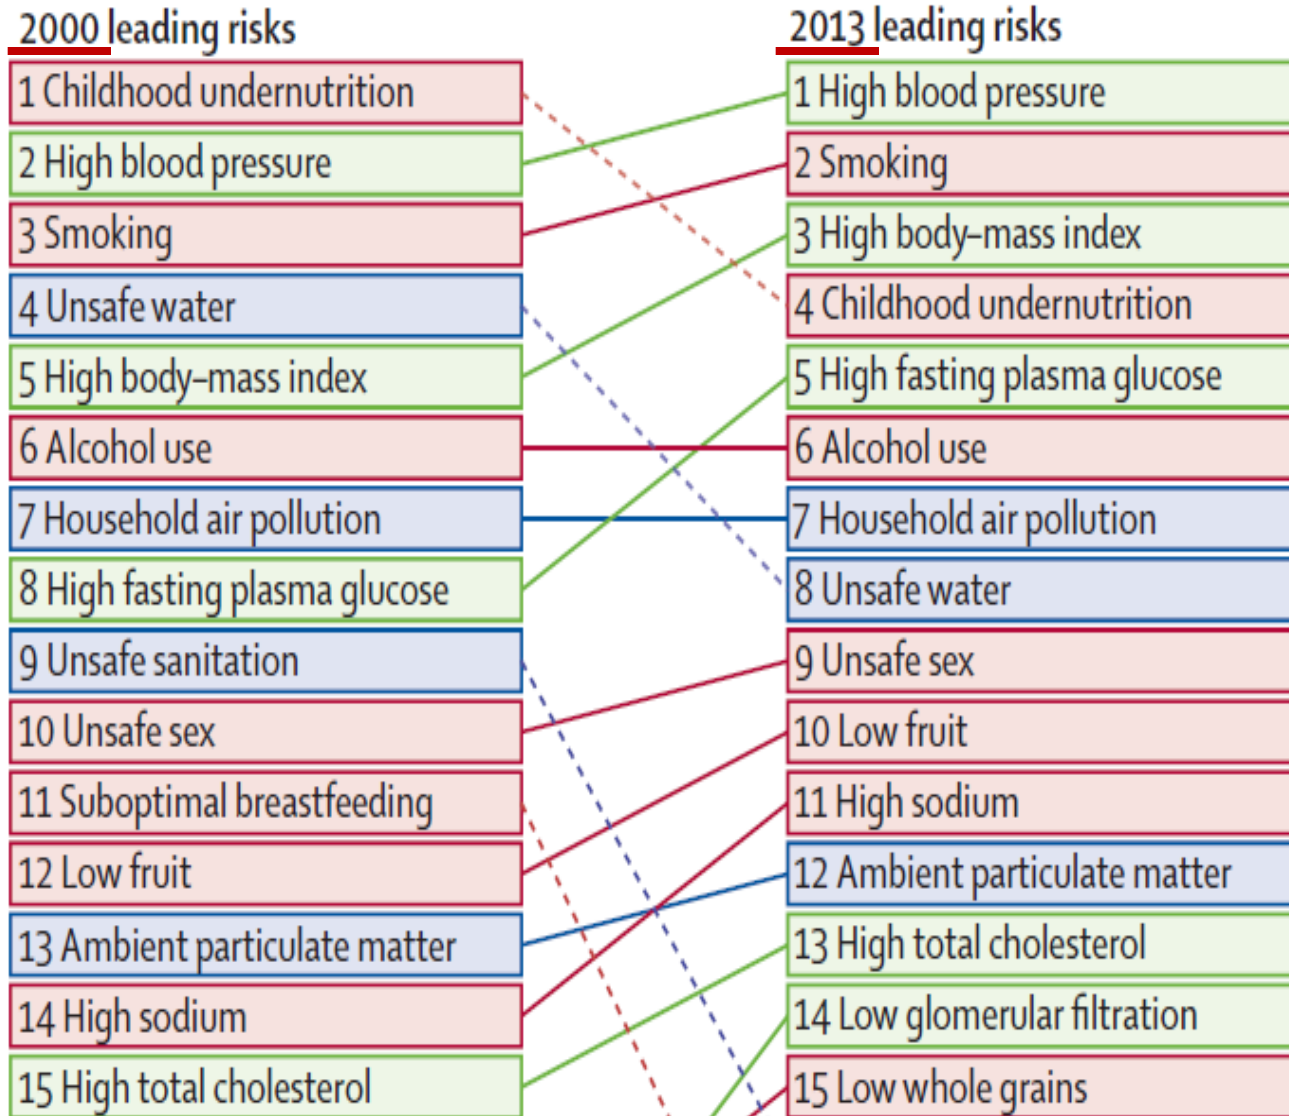 2000 leading risks
1 Childhood undernutrition
2 High blood pressure
3 Smoking
4 Unsafe water
5 High body–mass index
6 Alcohol use
7 Household air pollution
8 High fasting plasma glucose
9 Unsafe sanitation
10 Unsafe sex
11 Suboptimal breastfeeding
12 Low fruit
13 Ambient particulate matter
14 High sodium
15 High total cholesterol
2013 leading risks
1 High blood pressure
2 Smoking
3 High body–mass index
4 Childhood undernutrition
5 High fasting plasma glucose
6 Alcohol use
7 Household air pollution
8 Unsafe water
9 Unsafe sex
10 Low fruit
11 High sodium
12 Ambient particulate matter
13 High total cholesterol
14 Low glomerular filtration
15 Low whole grains